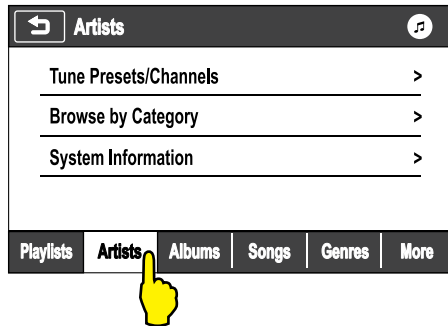 Artists
Tune Presets/Channels >
Browse by Category >
System Information >
Playlists Artists Albums Songs Genres More